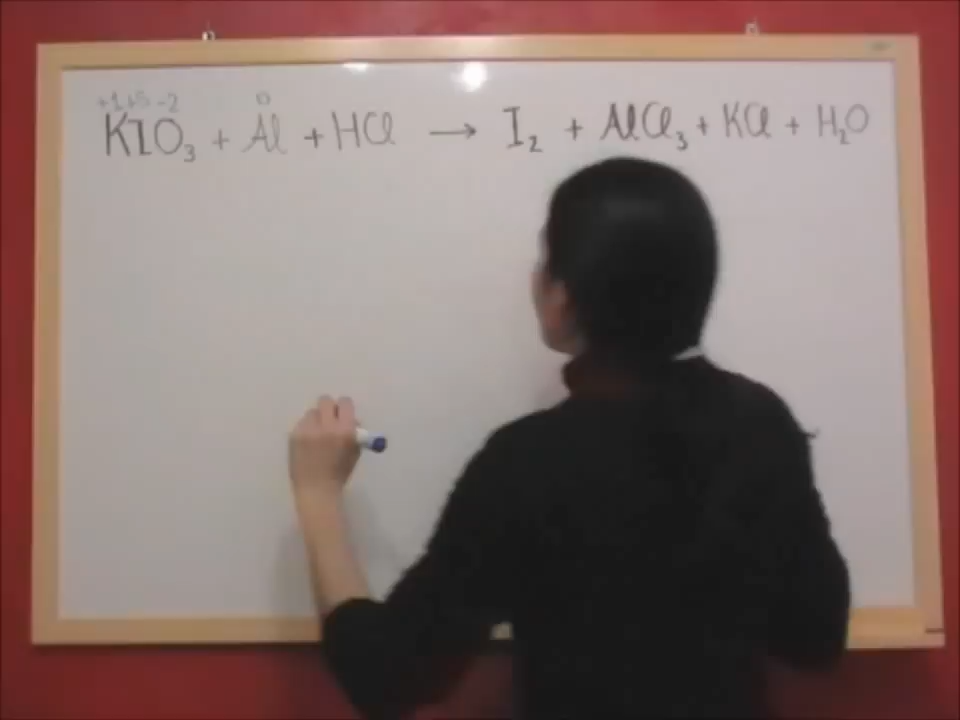 +1 +5 -2 0
KIO₃ + Al + HCl → I₂ + AlCl₃ + KCl + H₂O